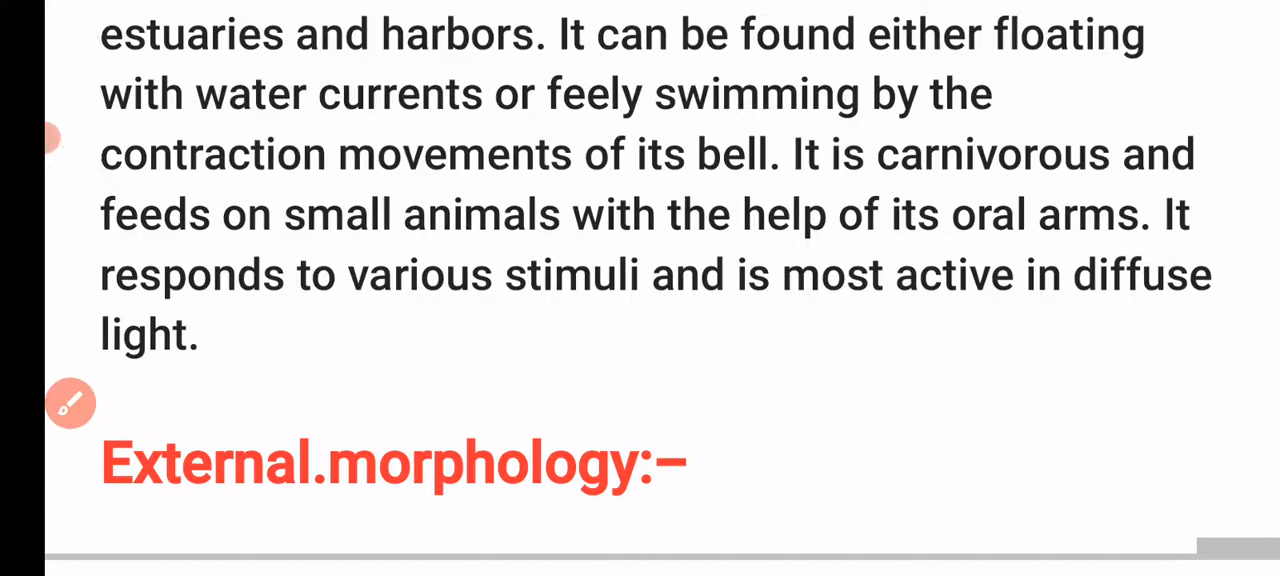 estuaries and harbors. It can be found either floating
with water currents or feely swimming by the
contraction movements of its bell. It is carnivorous and
feeds on small animals with the help of its oral arms. It
responds to various stimuli and is most active in diffuse
light.
External.morphology:–